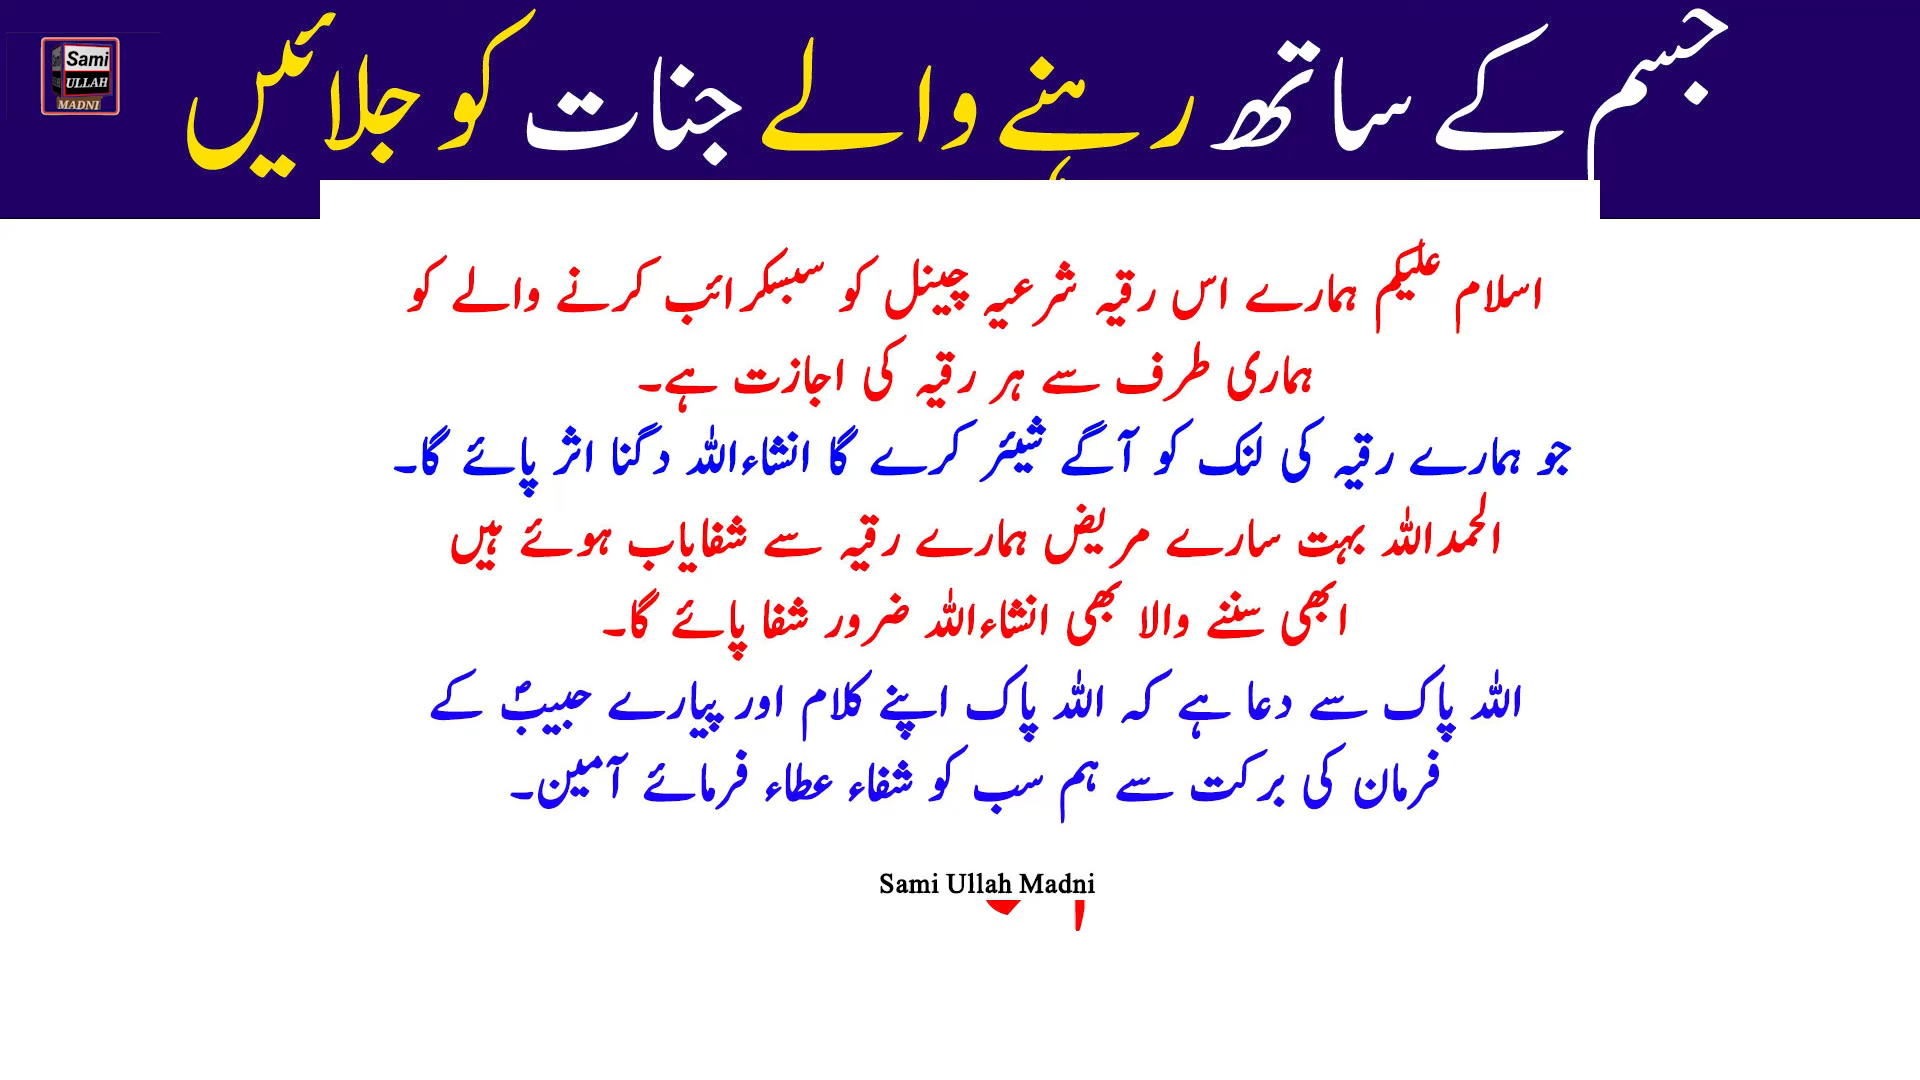 جسم کے ساتھ رہنے والے جنات کو جلائیں
Sami
ULLAH
MADNI
اسلام علیکم ہمارے اس رقیہ شرعیہ چینل کو سبسکرائب کرنے والے کو
ہماری طرف سے ہر رقیہ کی اجازت ہے۔
جو ہمارے رقیہ کی لنک کو آگے شیئر کرے گا انشاءاللہ دگنا اثر پائے گا۔
الحمداللہ بہت سارے مریض ہمارے رقیہ سے شفایاب ہوئے ہیں
ابھی سننے والا بھی انشاءاللہ ضرور شفا پائے گا۔
اللہ پاک سے دعا ہے کہ اللہ پاک اپنے کلام اور پیارے حبیبؐ کے
فرمان کی برکت سے ہم سب کو شفاء عطاء فرمائے آمین۔
Sami Ullah Madni